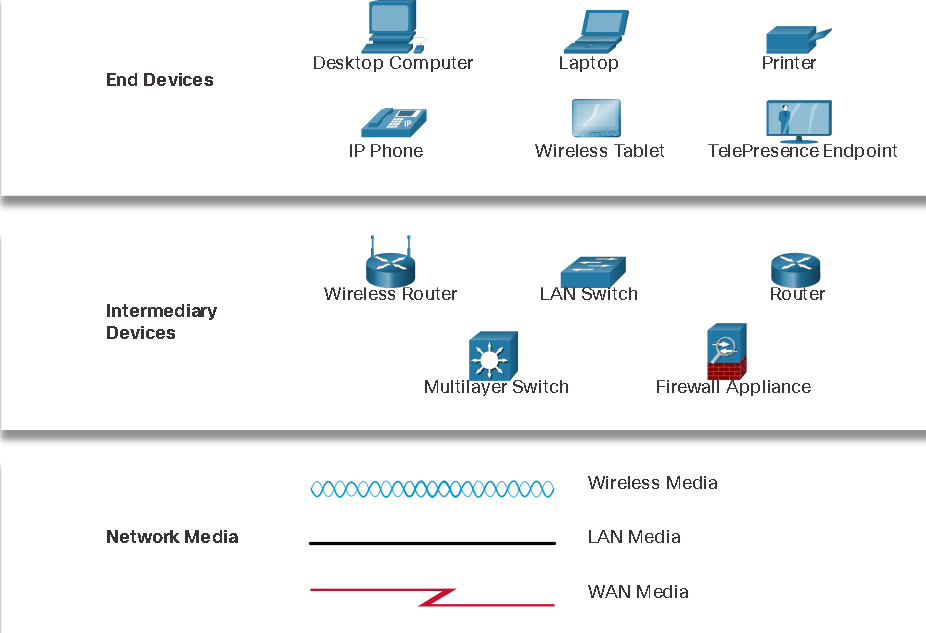 End Devices
Desktop Computer
Laptop
Printer
IP
IP Phone
Wireless Tablet
TelePresence Endpoint
Intermediary
Devices
Wireless Router
LAN Switch
Router
Multilayer Switch
Firewall Appliance
Network Media
Wireless Media
LAN Media
WAN Media